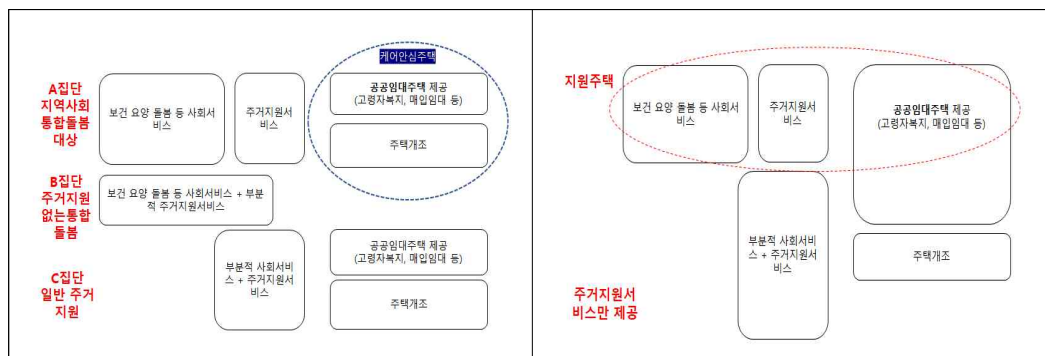 케어안심주택
A집단
지역사회
통합돌봄
대상
보건 요양 돌봄 등 사회서
비스
주거지원서
비스
공공임대주택 제공
(고령자복지, 매입임대 등)
주택개조
B집단
주거지원
없는통합
돌봄
보건 요양 돌봄 등 사회서비스 + 부분
적 주거지원서비스
C집단
일반 주거
지원
부분적 사회서비
스 + 주거지원서
비스
공공임대주택 제공
(고령자복지, 매입임대 등)
주택개조
지원주택
보건 요양 돌봄 등 사회서
비스
주거지원서
비스
공공임대주택 제공
(고령자복지, 매입임대 등)
주거지원서
비스만 제공
부분적 사회서비
스 + 주거지원서
비스
주택개조